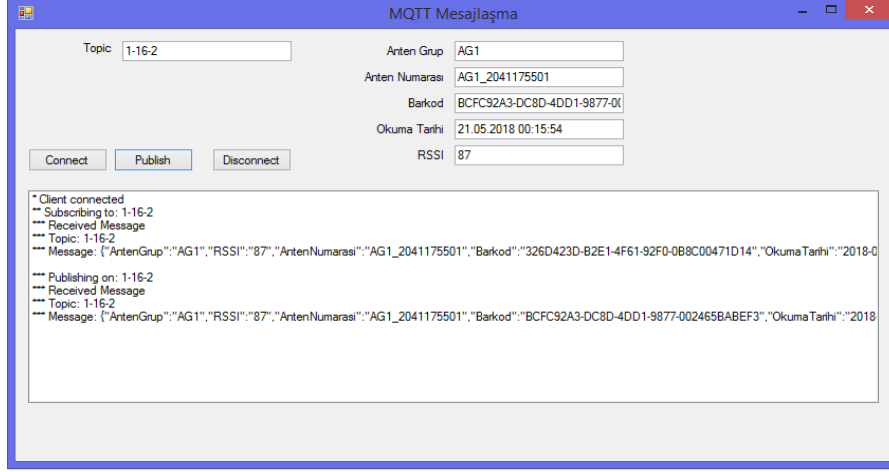 MQTT Mesajlaşma
Topic 1-16-2
Anten Grup AG1
Anten Numarası AG1_2041175501
Barkod BCFC92A3-DC8D-4DD1-9877-0(
Okuma Tarihi 21.05.2018 00:15:54
RSSI 87
Connect Publish Disconnect
* Client connected
** Subscribing to: 1-16-2
*** Received Message
*** Topic: 1-16-2
*** Message: {"AntenGrup":"AG1","RSSI":"87","AntenNumarasi":"AG1_2041175501","Barkod":"326D423D-B2E1-4F61-92F0-0B8C00471D14","OkumaTarihi":"2018-0
*** Publishing on: 1-16-2
*** Received Message
*** Topic: 1-16-2
*** Message: {"AntenGrup":"AG1","RSSI":"87","AntenNumarasi":"AG1_2041175501","Barkod":"BCFC92A3-DC8D-4DD1-9877-002465BABEF3","OkumaTarihi":"2018-